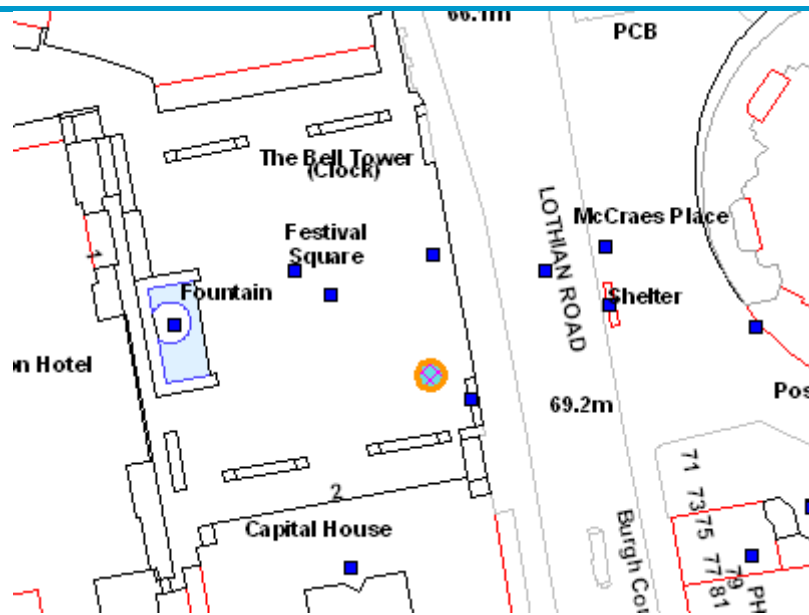 66.1m
PCB
The Bell Tower
(Clock)
LOTHIAN ROAD
McCraes Place
Festival
Square
1
Fountain
Shelter
on Hotel
69.2m
Pos
71
73
75
77
79
81
PH
2
Capital House
Burgh Cou